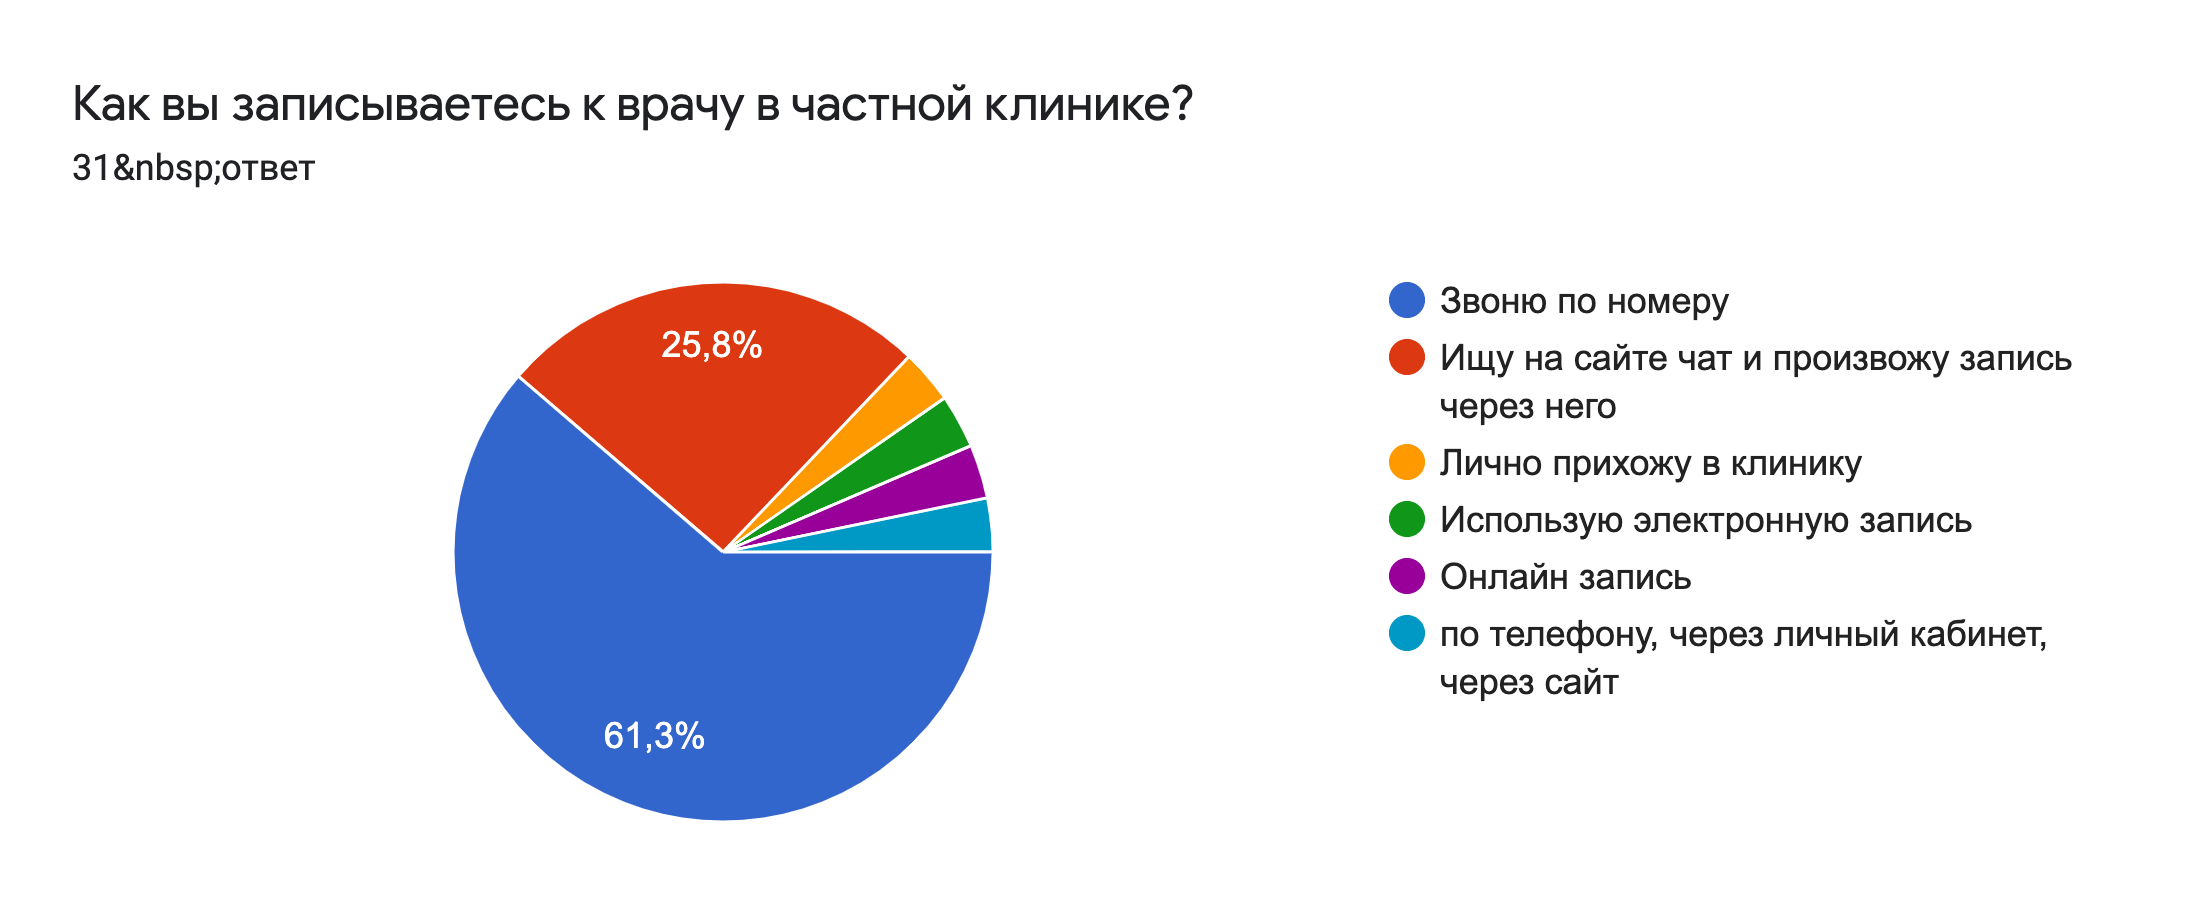 Как вы записываетесь к врачу в частной клинике?
31&nbsp;ответ
25,8%
61,3%
Звоню по номеру
Ищу на сайте чат и произвожу запись
через него
Лично прихожу в клинику
Использую электронную запись
Онлайн запись
по телефону, через личный кабинет,
через сайт